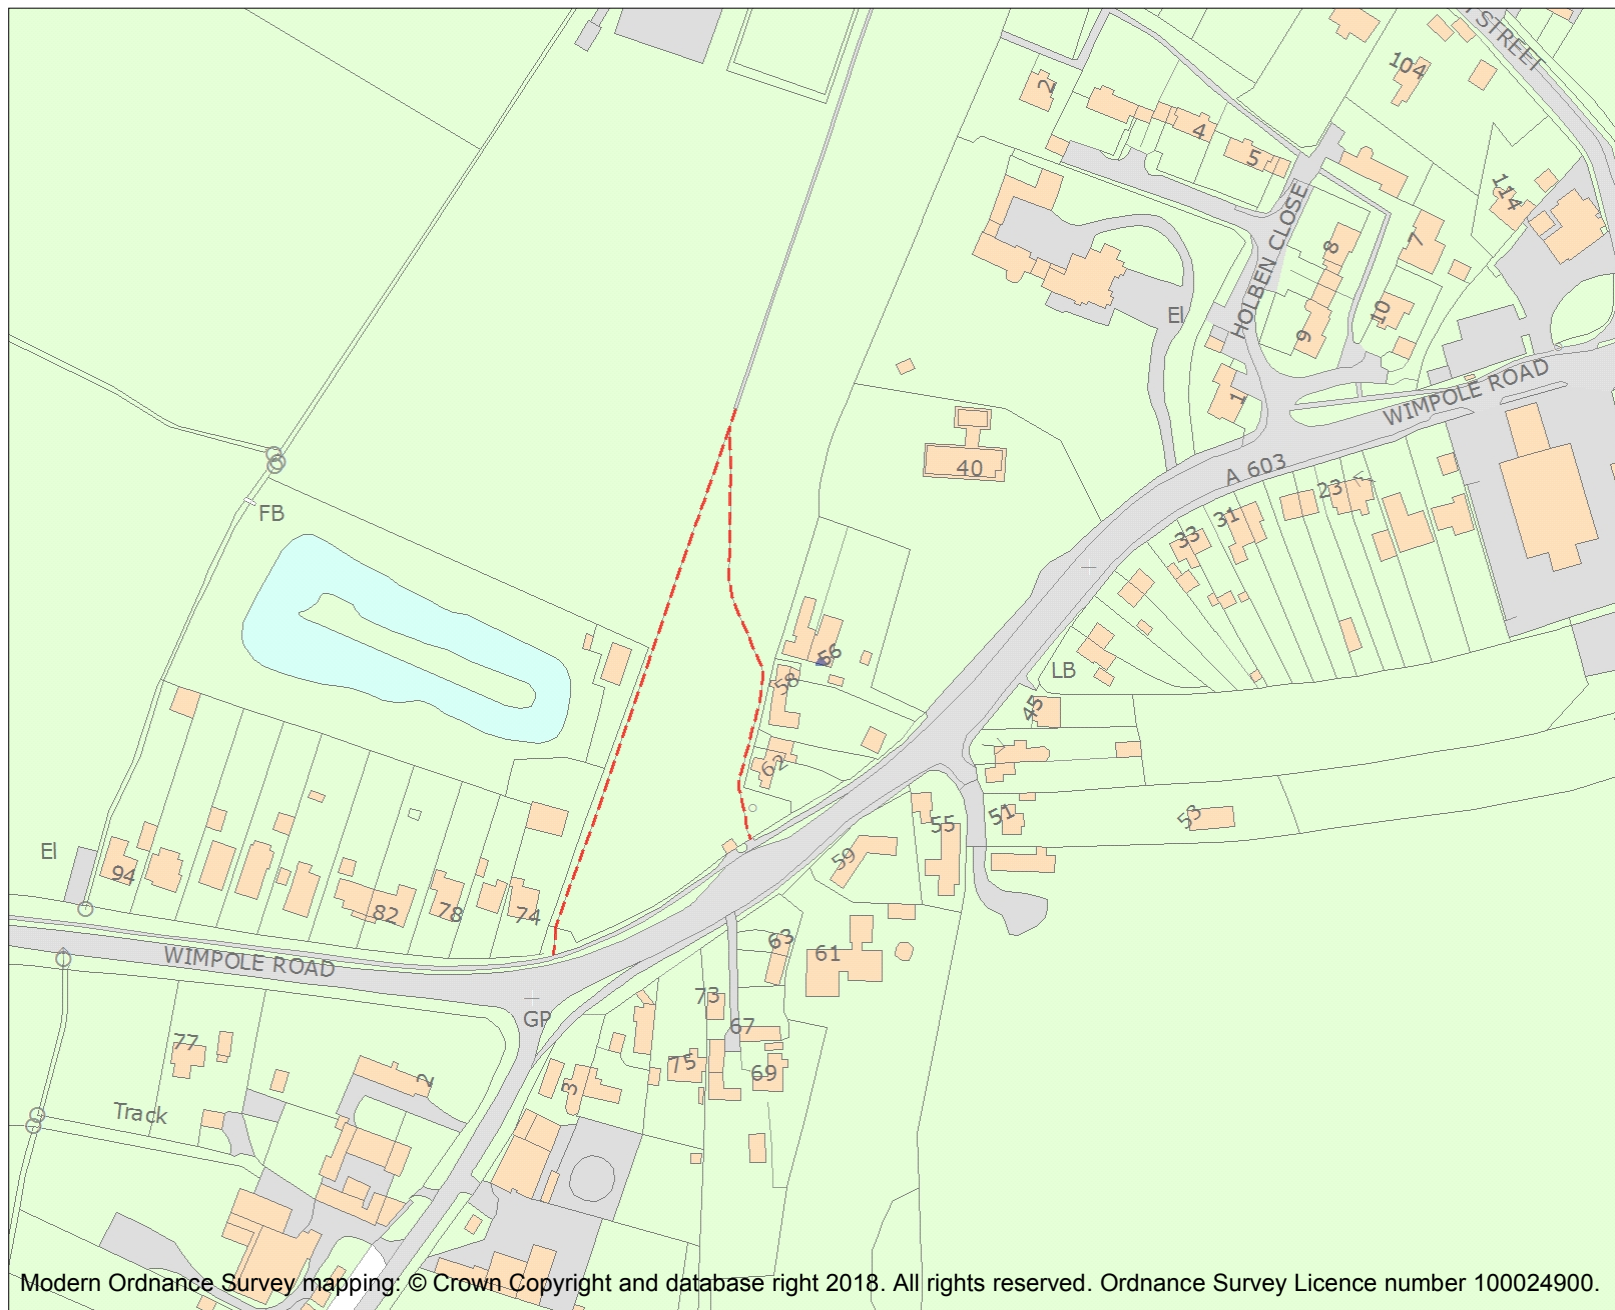 STREET
104
2
4
5
114
HOLBEN CLOSE
8
7
El
10
9
1
WIMPOLE ROAD
40
A 603
23
31
33
FB
56
LB
58
45
62
51
53
55
El
59
94
82
78
74
63
61
WIMPOLE ROAD
73
GP
67
77
75
69
2
3
Track
Modern Ordnance Survey mapping: © Crown Copyright and database right 2018. All rights reserved. Ordnance Survey Licence number 100024900.